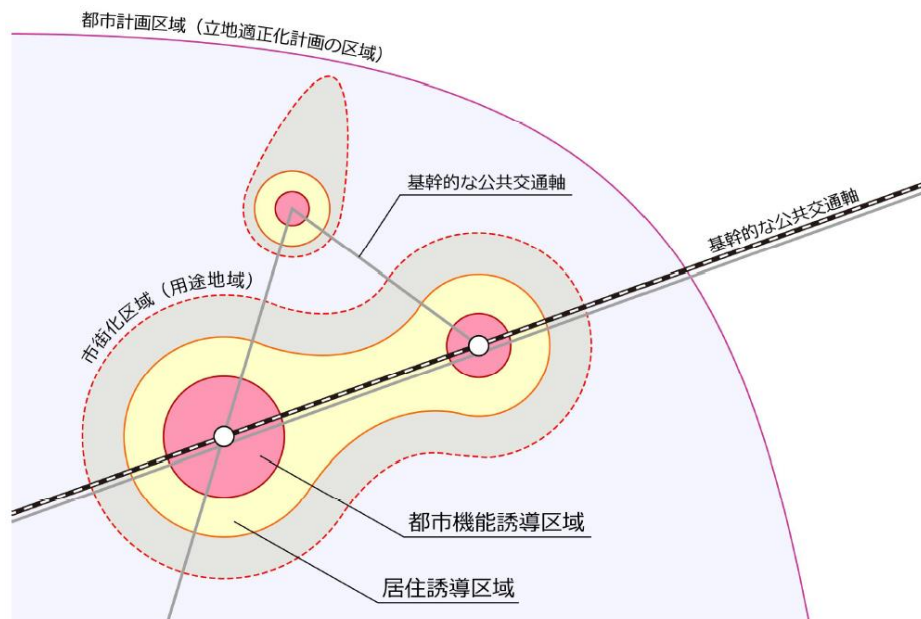 都市計画区域（立地適正化計画の区域）
基幹的な公共交通軸
基幹的な公共交通軸
市街化区域（用途地域）
都市機能誘導区域
居住誘導区域